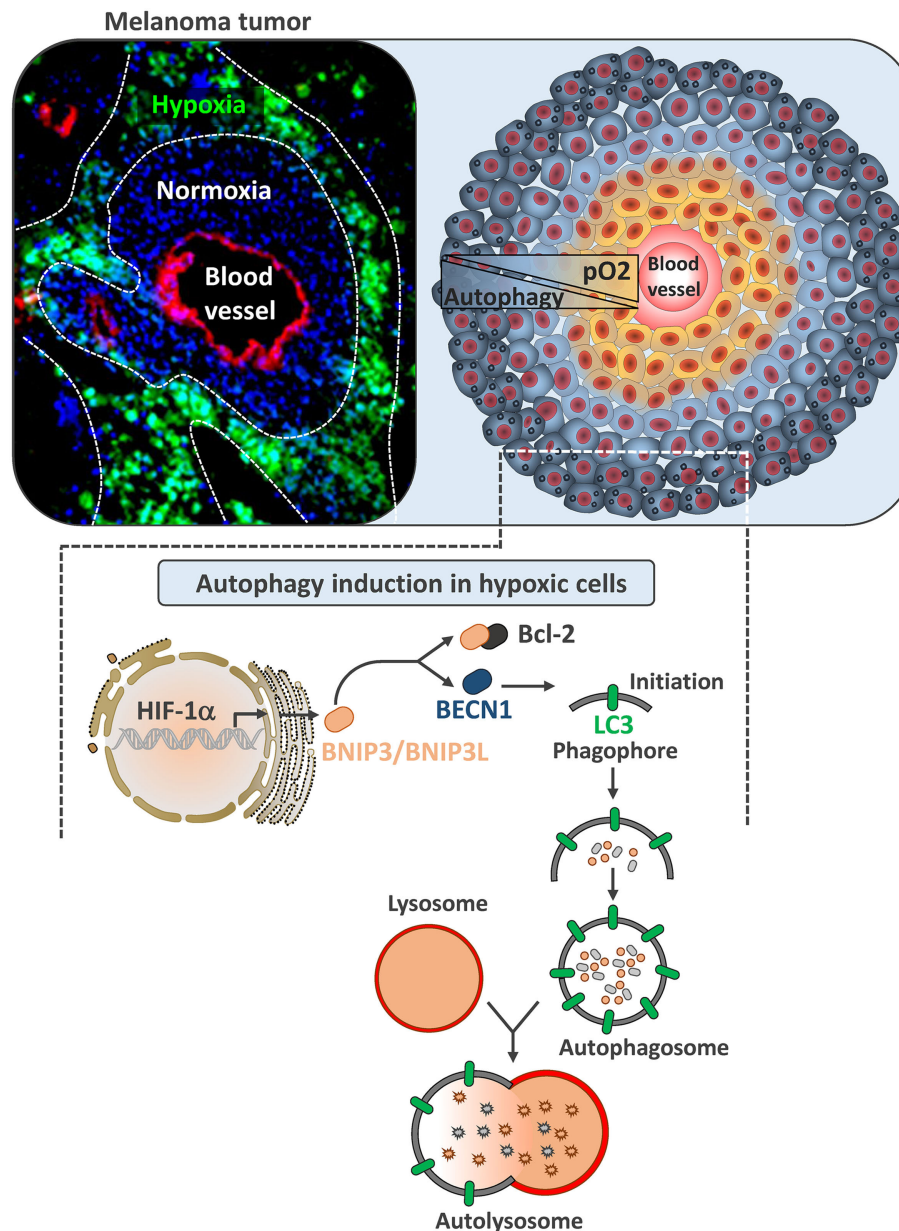 Melanoma tumor
Hypoxia
Normoxia
Blood
vessel
pO2
Autophagy
Blood
vessel
Autophagy induction in hypoxic cells
HIF-1α
BNIP3/BNIP3L
Bcl-2
BECN1
Initiation
LC3
Phagophore
Lysosome
Autophagosome
Autolysosome